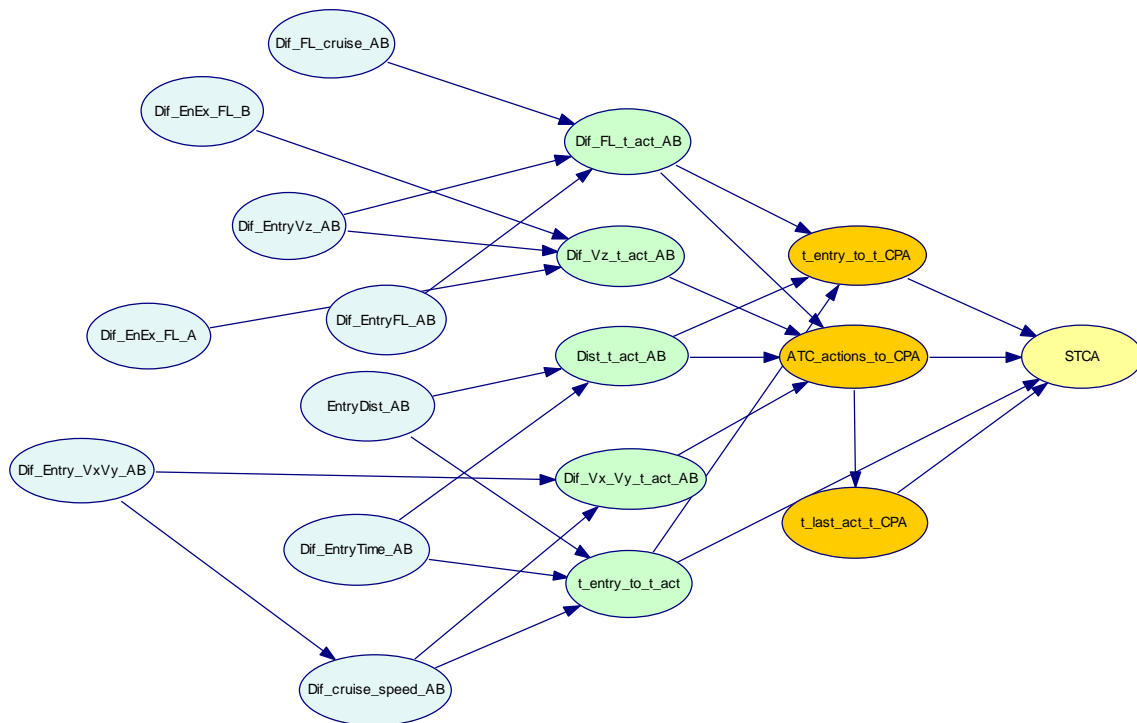 Dif_FL_cruise_AB
Dif_EnEx_FL_B
Dif_FL_t_act_AB
Dif_EntryVz_AB
Dif_Vz_t_act_AB
t_entry_to_t_CPA
Dif_EnEx_FL_A
Dif_EntryFL_AB
Dist_t_act_AB
ATC_actions_to_CPA
STCA
EntryDist_AB
Dif_Entry_VxVy_AB
Dif_Vx_Vy_t_act_AB
t_last_act_t_CPA
Dif_EntryTime_AB
t_entry_to_t_act
Dif_cruise_speed_AB